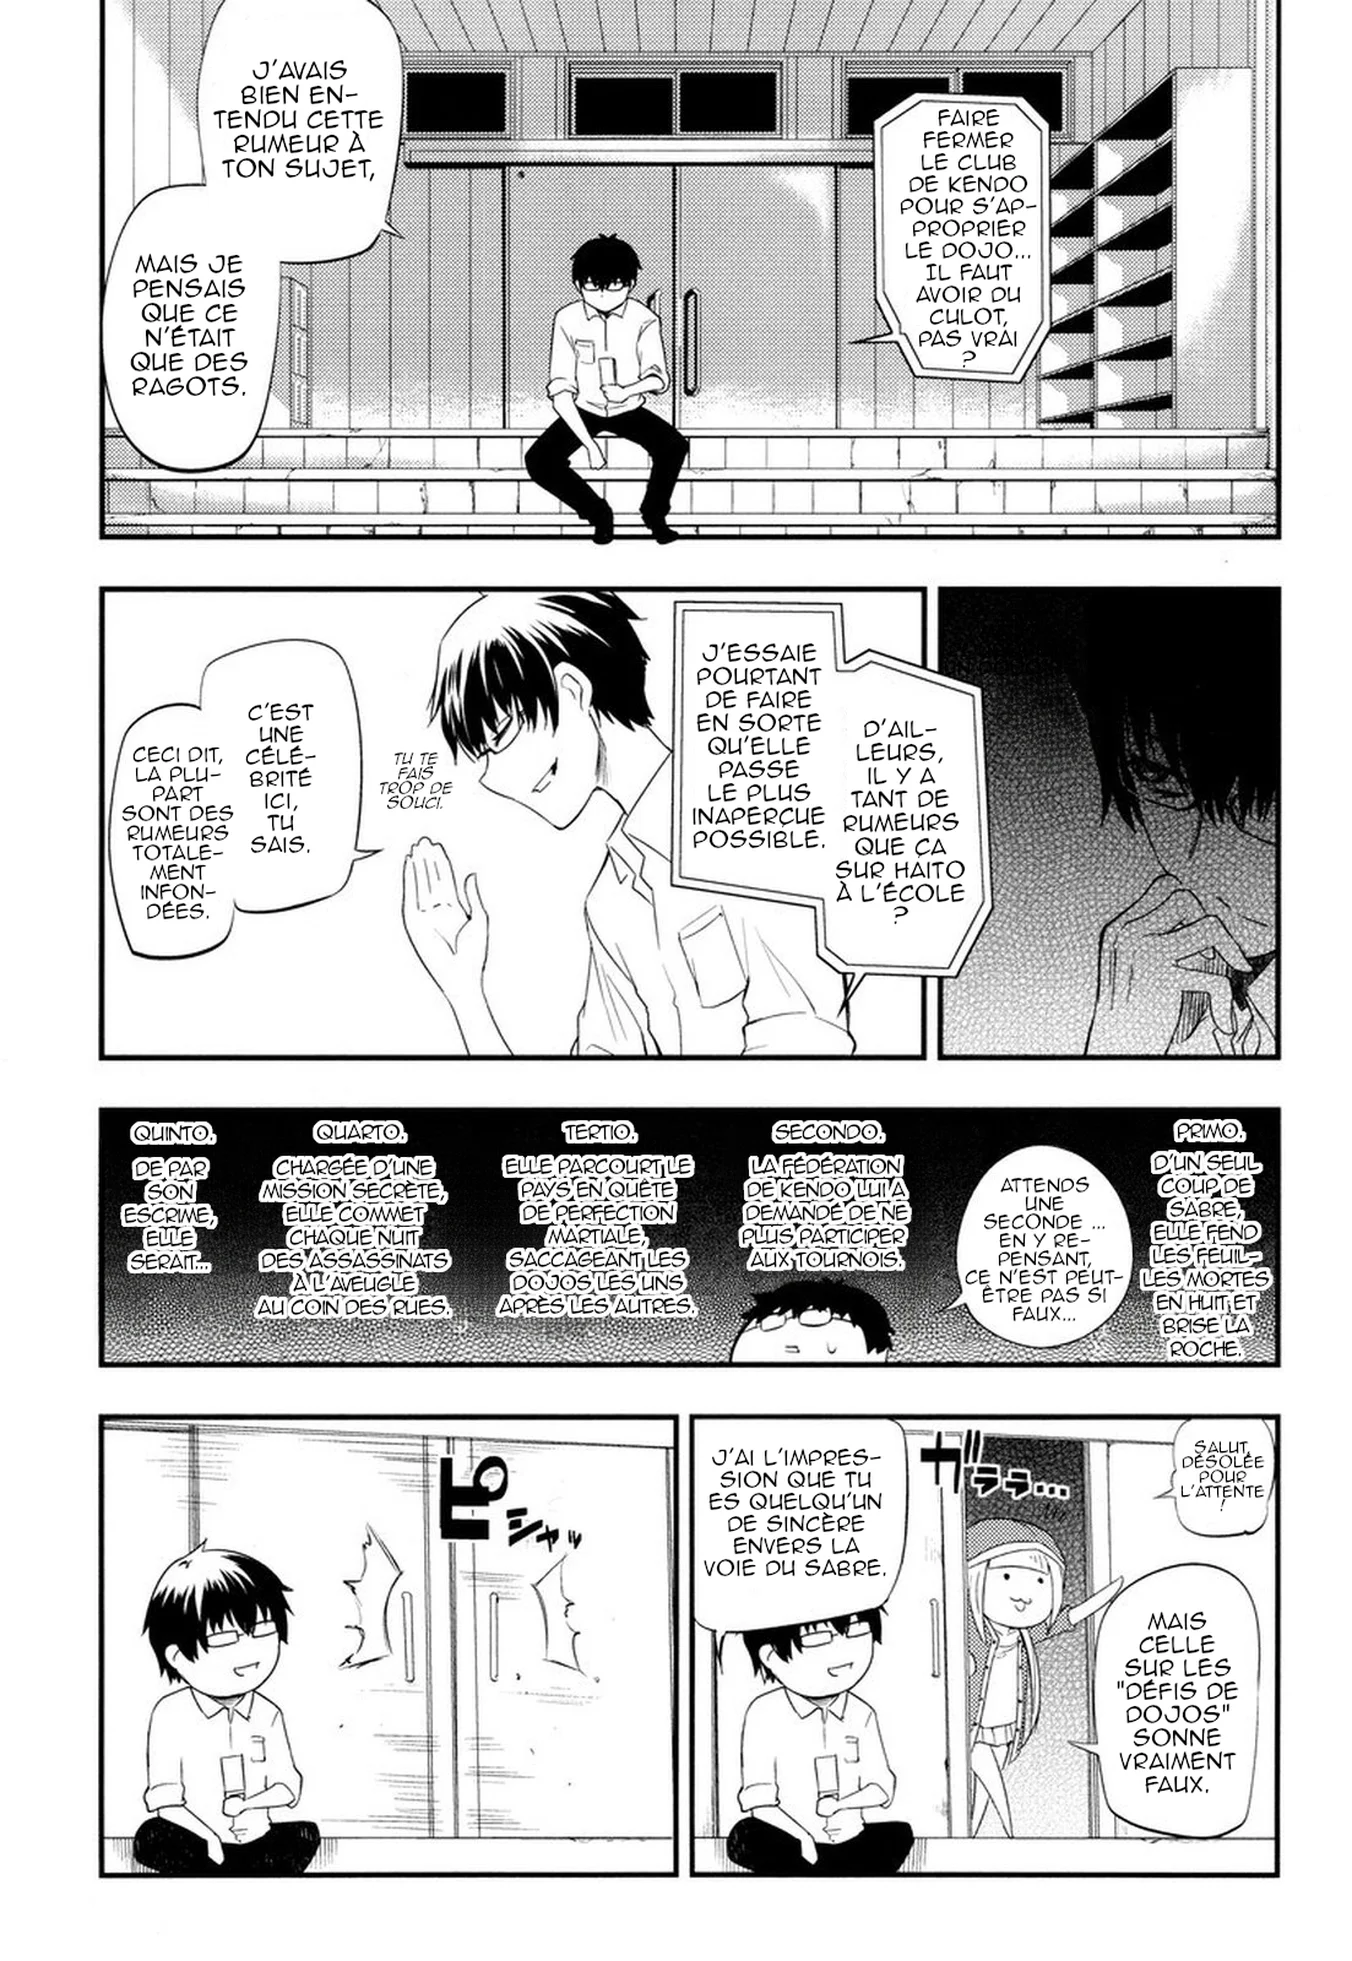 FAIRE
FERMER
LE CLUB
DE KENDO
POUR S'AP-
PROPRIER
LE DOJO...
IL FAUT
AVOIR DU
CULOT,
PAS VRAI
?
J'AVAIS
BIEN EN-
TENDU CETTE
RUMEUR À
TON SUJET,
MAIS JE
PENSAIS
QUE CE
N'ÉTAIT
QUE DES
RAGOTS.
D'AIL-
LEURS,
IL Y A
TANT DE
RUMEURS
QUE ÇA
SUR HAITO
À L'ÉCOLE
?
J'ESSAIE
POURTANT
DE FAIRE
EN SORTE
QU'ELLE
PASSE
LE PLUS
INAPERÇUE
POSSIBLE.
TU TE
FAIS
TROP DE
SOUCI.
C'EST
UNE
CÉLÉ-
BRITÉ
ICI,
TU
SAIS.
CECI DIT,
LA PLU-
PART
SONT DES
RUMEURS
TOTALE-
MENT
INFON-
DÉES.
PRIMO.
D'UN SEUL
COUP DE
SABRE,
ELLE FEND
LES FEUIL-
LES MORTES
EN HUIT ET
BRISE LA
ROCHE.
ATTENDS
UNE
SECONDE ...
EN Y RE-
PENSANT,
CE N'EST PEUT-
ÊTRE PAS SI
FAUX...
SECONDO.
LA FÉDÉRATION
DE KENDO LUI A
DEMANDÉ DE NE
PLUS PARTICIPER
AUX TOURNOIS.
TERTIO.
ELLE PARCOURT LE
PAYS EN QUÊTE
DE PERFECTION
MARTIALE,
SACCAGEANT LES
DOJOS LES UNS
APRÈS LES AUTRES.
QUARTO.
CHARGÉE D'UNE
MISSION SECRÈTE,
ELLE COMMET
CHAQUE NUIT
DES ASSASSINATS
À L'AVEUGLE
AU COIN DES RUES.
QUINTO.
DE PAR
SON
ESCRIME,
ELLE
SERAIT...
SALUT,
DÉSOLÉE
POUR
L'ATTENTE
!
MAIS
CELLE
SUR LES
"DÉFIS DE
DOJOS"
SONNE
VRAIMENT
FAUX.
ガララ…
J'AI L'IMPRES-
SION QUE TU
ES QUELQU'UN
DE SINCÈRE
ENVERS LA
VOIE DU SABRE.
ピシャッ